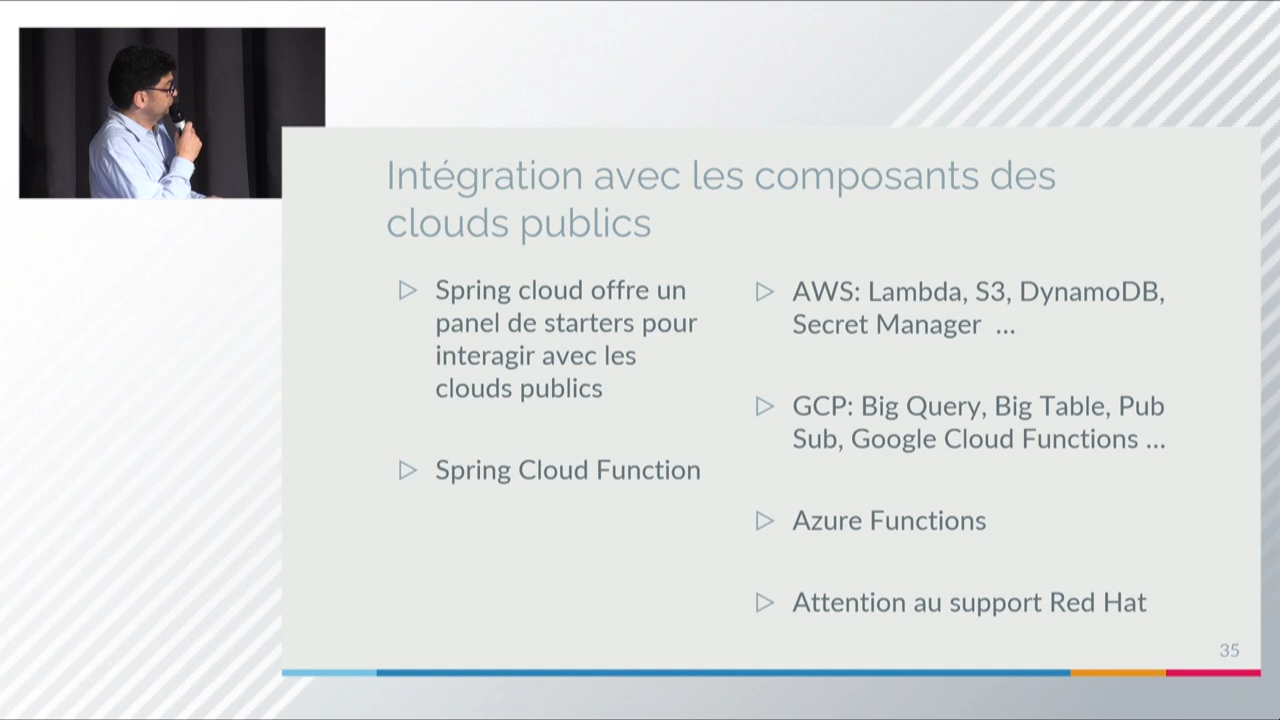 Intégration avec les composants des
clouds publics
Spring cloud offre un
panel de starters pour
interagir avec les
clouds publics
Spring Cloud Function
AWS: Lambda, S3, DynamoDB,
Secret Manager ...
GCP: Big Query, Big Table, Pub
Sub, Google Cloud Functions ...
Azure Functions
Attention au support Red Hat
35